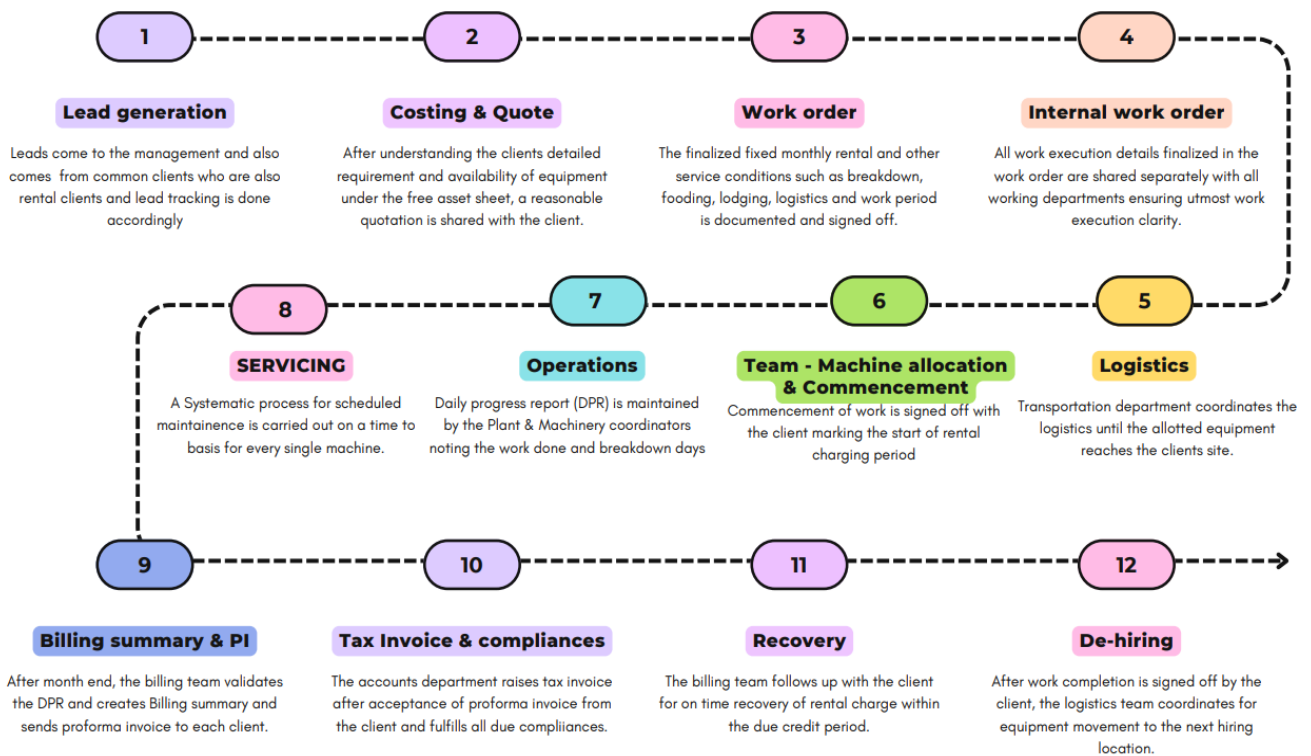 1
2
3
4
Lead generation
Leads come to the management and also
comes from common clients who are also
rental clients and lead tracking is done
accordingly
Costing & Quote
After understanding the clients detailed
requirement and availability of equipment
under the free asset sheet, a reasonable
quotation is shared with the client.
Work order
The finalized fixed monthly rental and other
service conditions such as breakdown,
fooding, lodging, logistics and work period
is documented and signed off.
Internal work order
All work execution details finalized in the
work order are shared separately with all
working departments ensuring utmost work
execution clarity.
5
Logistics
Transportation department coordinates the
logistics until the allotted equipment
reaches the clients site.
6
Team - Machine allocation
& Commencement
Commencement of work is signed off with
the client marking the start of rental
charging period
7
Operations
Daily progress report (DPR) is maintained
by the Plant & Machinery coordinators
noting the work done and breakdown days
8
SERVICING
A Systematic process for scheduled
maintainence is carried out on a time to
basis for every single machine.
9
Billing summary & PI
After month end, the billing team validates
the DPR and creates Billing summary and
sends proforma invoice to each client.
10
Tax Invoice & compliances
The accounts department raises tax invoice
after acceptance of proforma invoice from
the client and fulfills all due compliiances.
11
Recovery
The billing team follows up with the client
for on time recovery of rental charge within
the due credit period.
12
De-hiring
After work completion is signed off by the
client, the logistics team coordinates for
equipment movement to the next hiring
location.